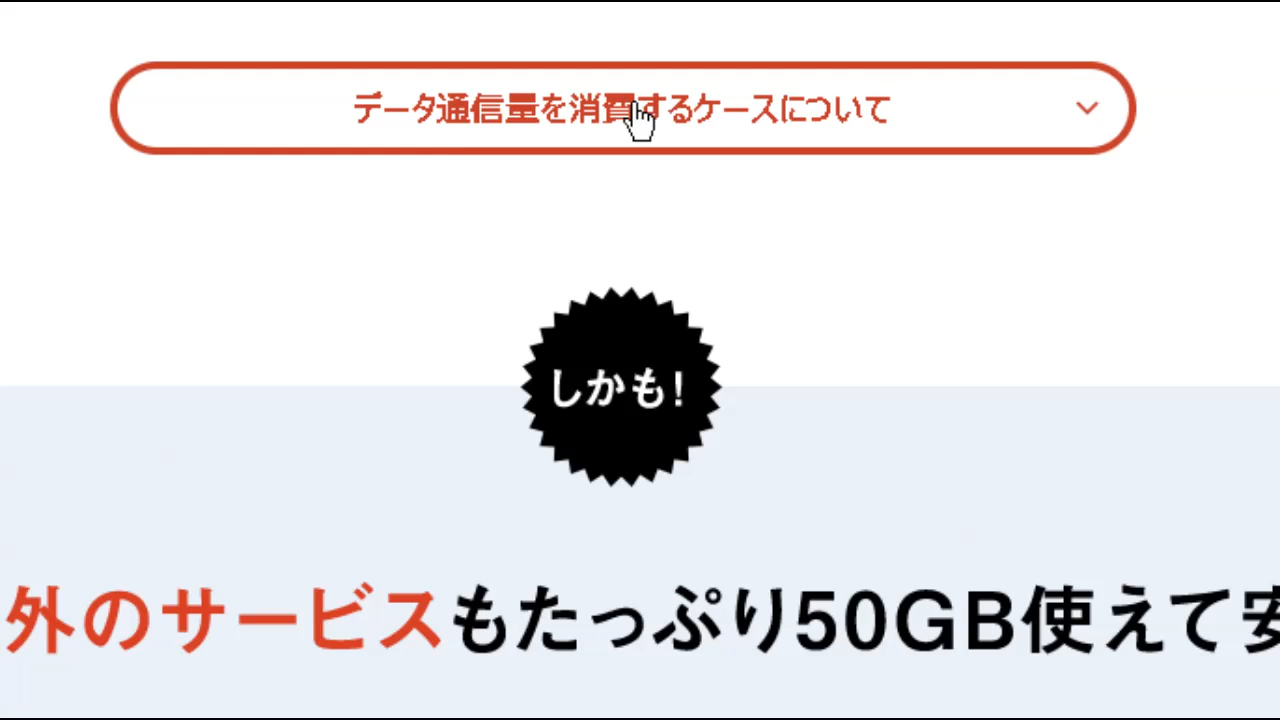 データ通信量を消費するケースについて
しかも!
外のサービスもたっぷり50GB使えて安